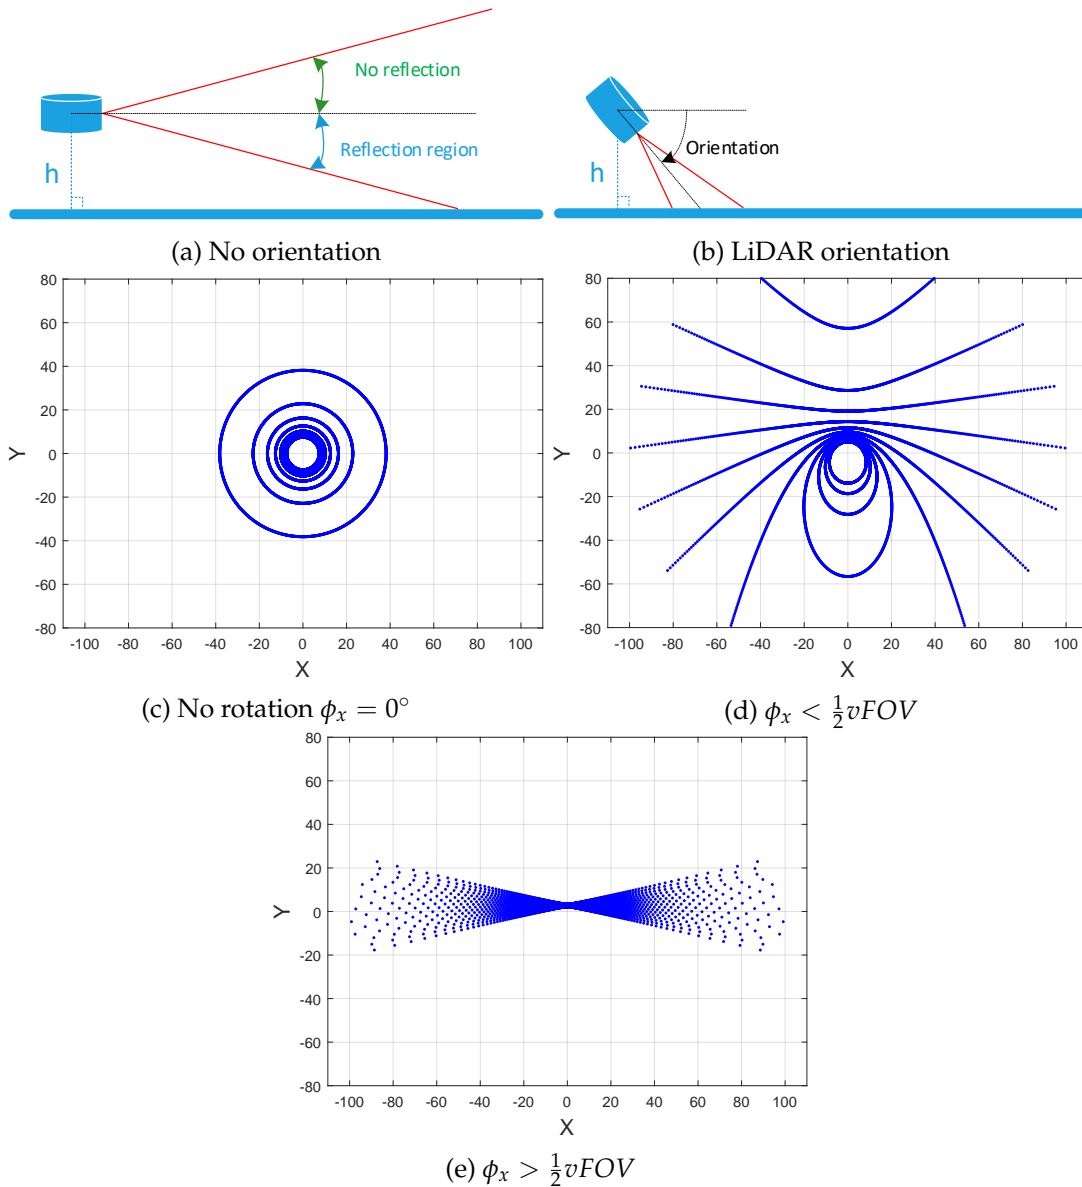 No reflection
Reflection region
h
Orientation
h
(a) No orientation
(b) LiDAR orientation
80
60
40
20
0
-20
-40
-60
-80
Y
-100 -80 -60 -40 -20 0 20 40 60 80 100
X
80
60
40
20
0
-20
-40
-60
-80
Y
-100 -80 -60 -40 -20 0 20 40 60 80 100
X
(c) No rotation ϕₓ = 0°
(d) ϕₓ < ½vFOV
80
60
40
20
0
-20
-40
-60
-80
Y
-100 -80 -60 -40 -20 0 20 40 60 80 100
X
(e) ϕₓ > ½vFOV